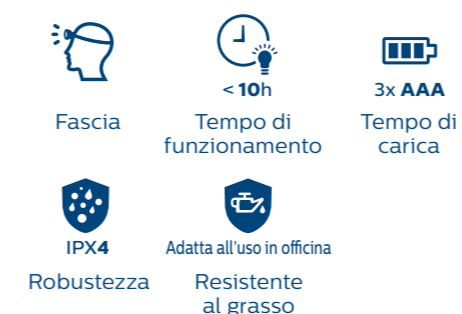 < 10h
3x AAA
Fascia
Tempo di
funzionamento
Tempo di
carica
IPX4
Adatta all'uso in officina
Robustezza
Resistente
al grasso